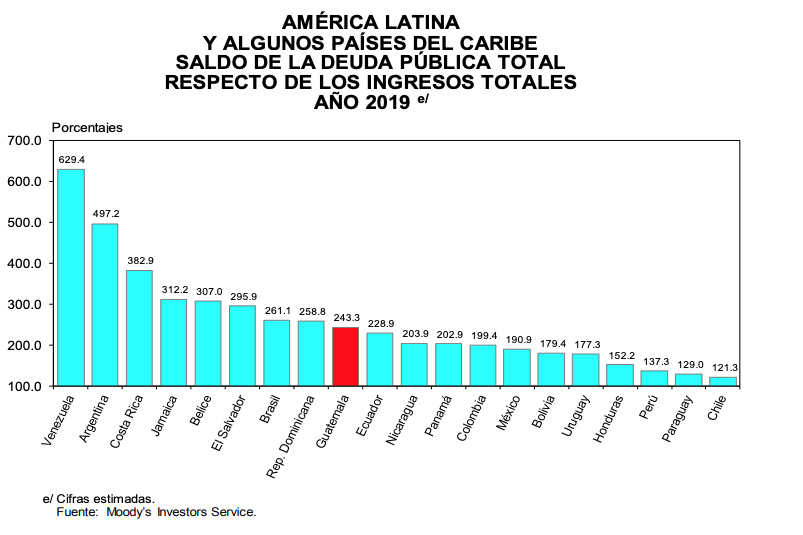 AMÉRICA LATINA
Y ALGUNOS PAÍSES DEL CARIBE
SALDO DE LA DEUDA PÚBLICA TOTAL
RESPECTO DE LOS INGRESOS TOTALES
AÑO 2019 e/
Porcentajes
700.0
600.0
500.0
400.0
300.0
200.0
100.0
629.4
497.2
382.9
312.2
307.0
295.9
261.1
258.8
243.3
228.9
203.9
202.9
199.4
190.9
179.4
177.3
152.2
137.3
129.0
121.3
Venezuela
Argentina
Costa Rica
Jamaica
Belice
El Salvador
Brasil
Rep. Dominicana
Guatemala
Ecuador
Nicaragua
Panamá
Colombia
México
Bolivia
Uruguay
Honduras
Perú
Paraguay
Chile
e/ Cifras estimadas.
Fuente: Moody's Investors Service.